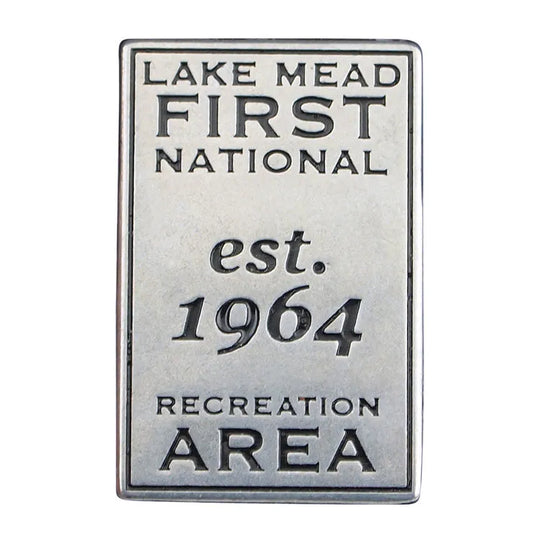 LAKE MEAD
FIRST
NATIONAL
est.
1964
RECREATION
AREA